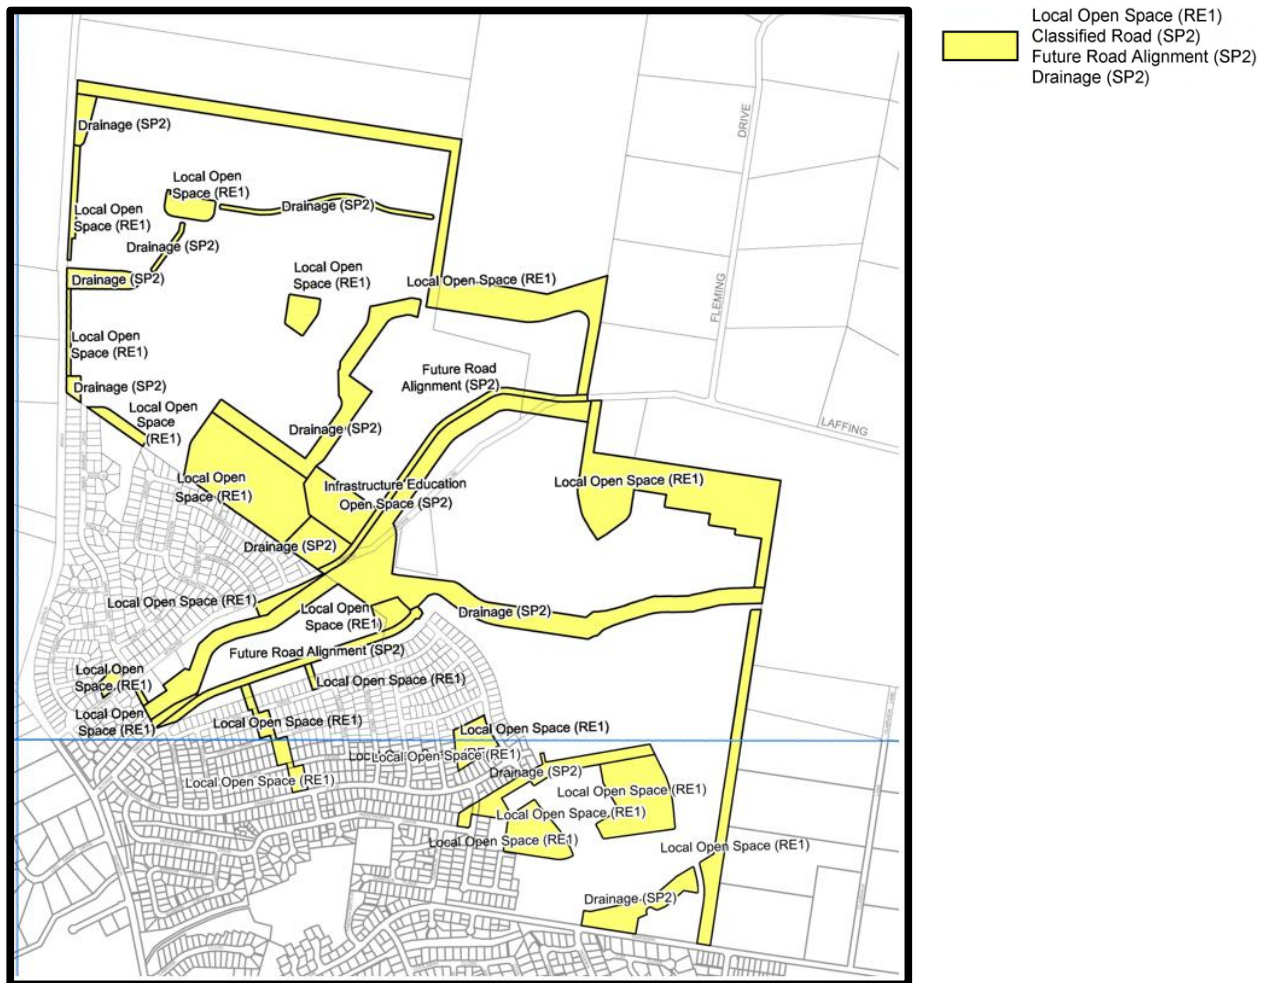 Local Open Space (RE1)
Classified Road (SP2)
Future Road Alignment (SP2)
Drainage (SP2)
DRIVE
Drainage (SP2)
Local Open
Space (RE1)
Drainage (SP2)
Local Open
Space (RE1)
Drainage (SP2)
Drainage (SP2)
Local Open
Space (RE1)
Local Open Space (RE1)
FLEMING
Local Open
Space (RE1)
Future Road
Alignment (SP2)
Drainage (SP2)
Local Open
Space
(RE1)
Drainage (SP2)
LAFFING
Local Open
Space (RE1)
Infrastructure Education
Open Space (SP2)
Local Open Space (RE1)
Drainage (SP2)
Local Open Space (RE1)
Local Open
Space (RE1)
Drainage (SP2)
Future Road Alignment (SP2)
Local Open
Space (RE1)
Local Open Space (RE1)
Local Open
Space (RE1)
Local Open Space (RE1)
Local Open Space (RE1)
Loc
Local Open Space (RE1)
Drainage (SP2)
Local Open Space (RE1)
Local Open Space (RE1)
Local Open Space (RE1)
Local Open Space (RE1)
Local Open Space (RE1)
Drainage (SP2)